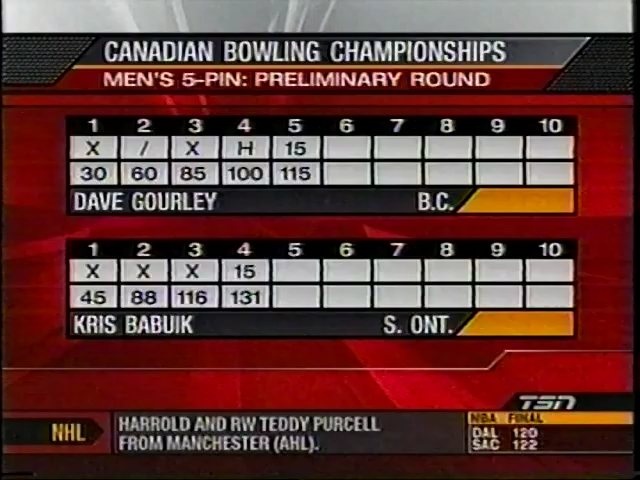 CANADIAN BOWLING CHAMPIONSHIPS
MEN'S 5-PIN: PRELIMINARY ROUND
1 2 3 4 5 6 7 8 9 10
X / X H 15
30 60 85 100 115
DAVE GOURLEY B.C.
1 2 3 4 5 6 7 8 9 10
X X X 15
45 88 116 131
KRIS BABUIK S. ONT.
TSN
NHL
HARROLD AND RW TEDDY PURCELL
FROM MANCHESTER (AHL).
NBA FINAL
DAL 120
SAC 122